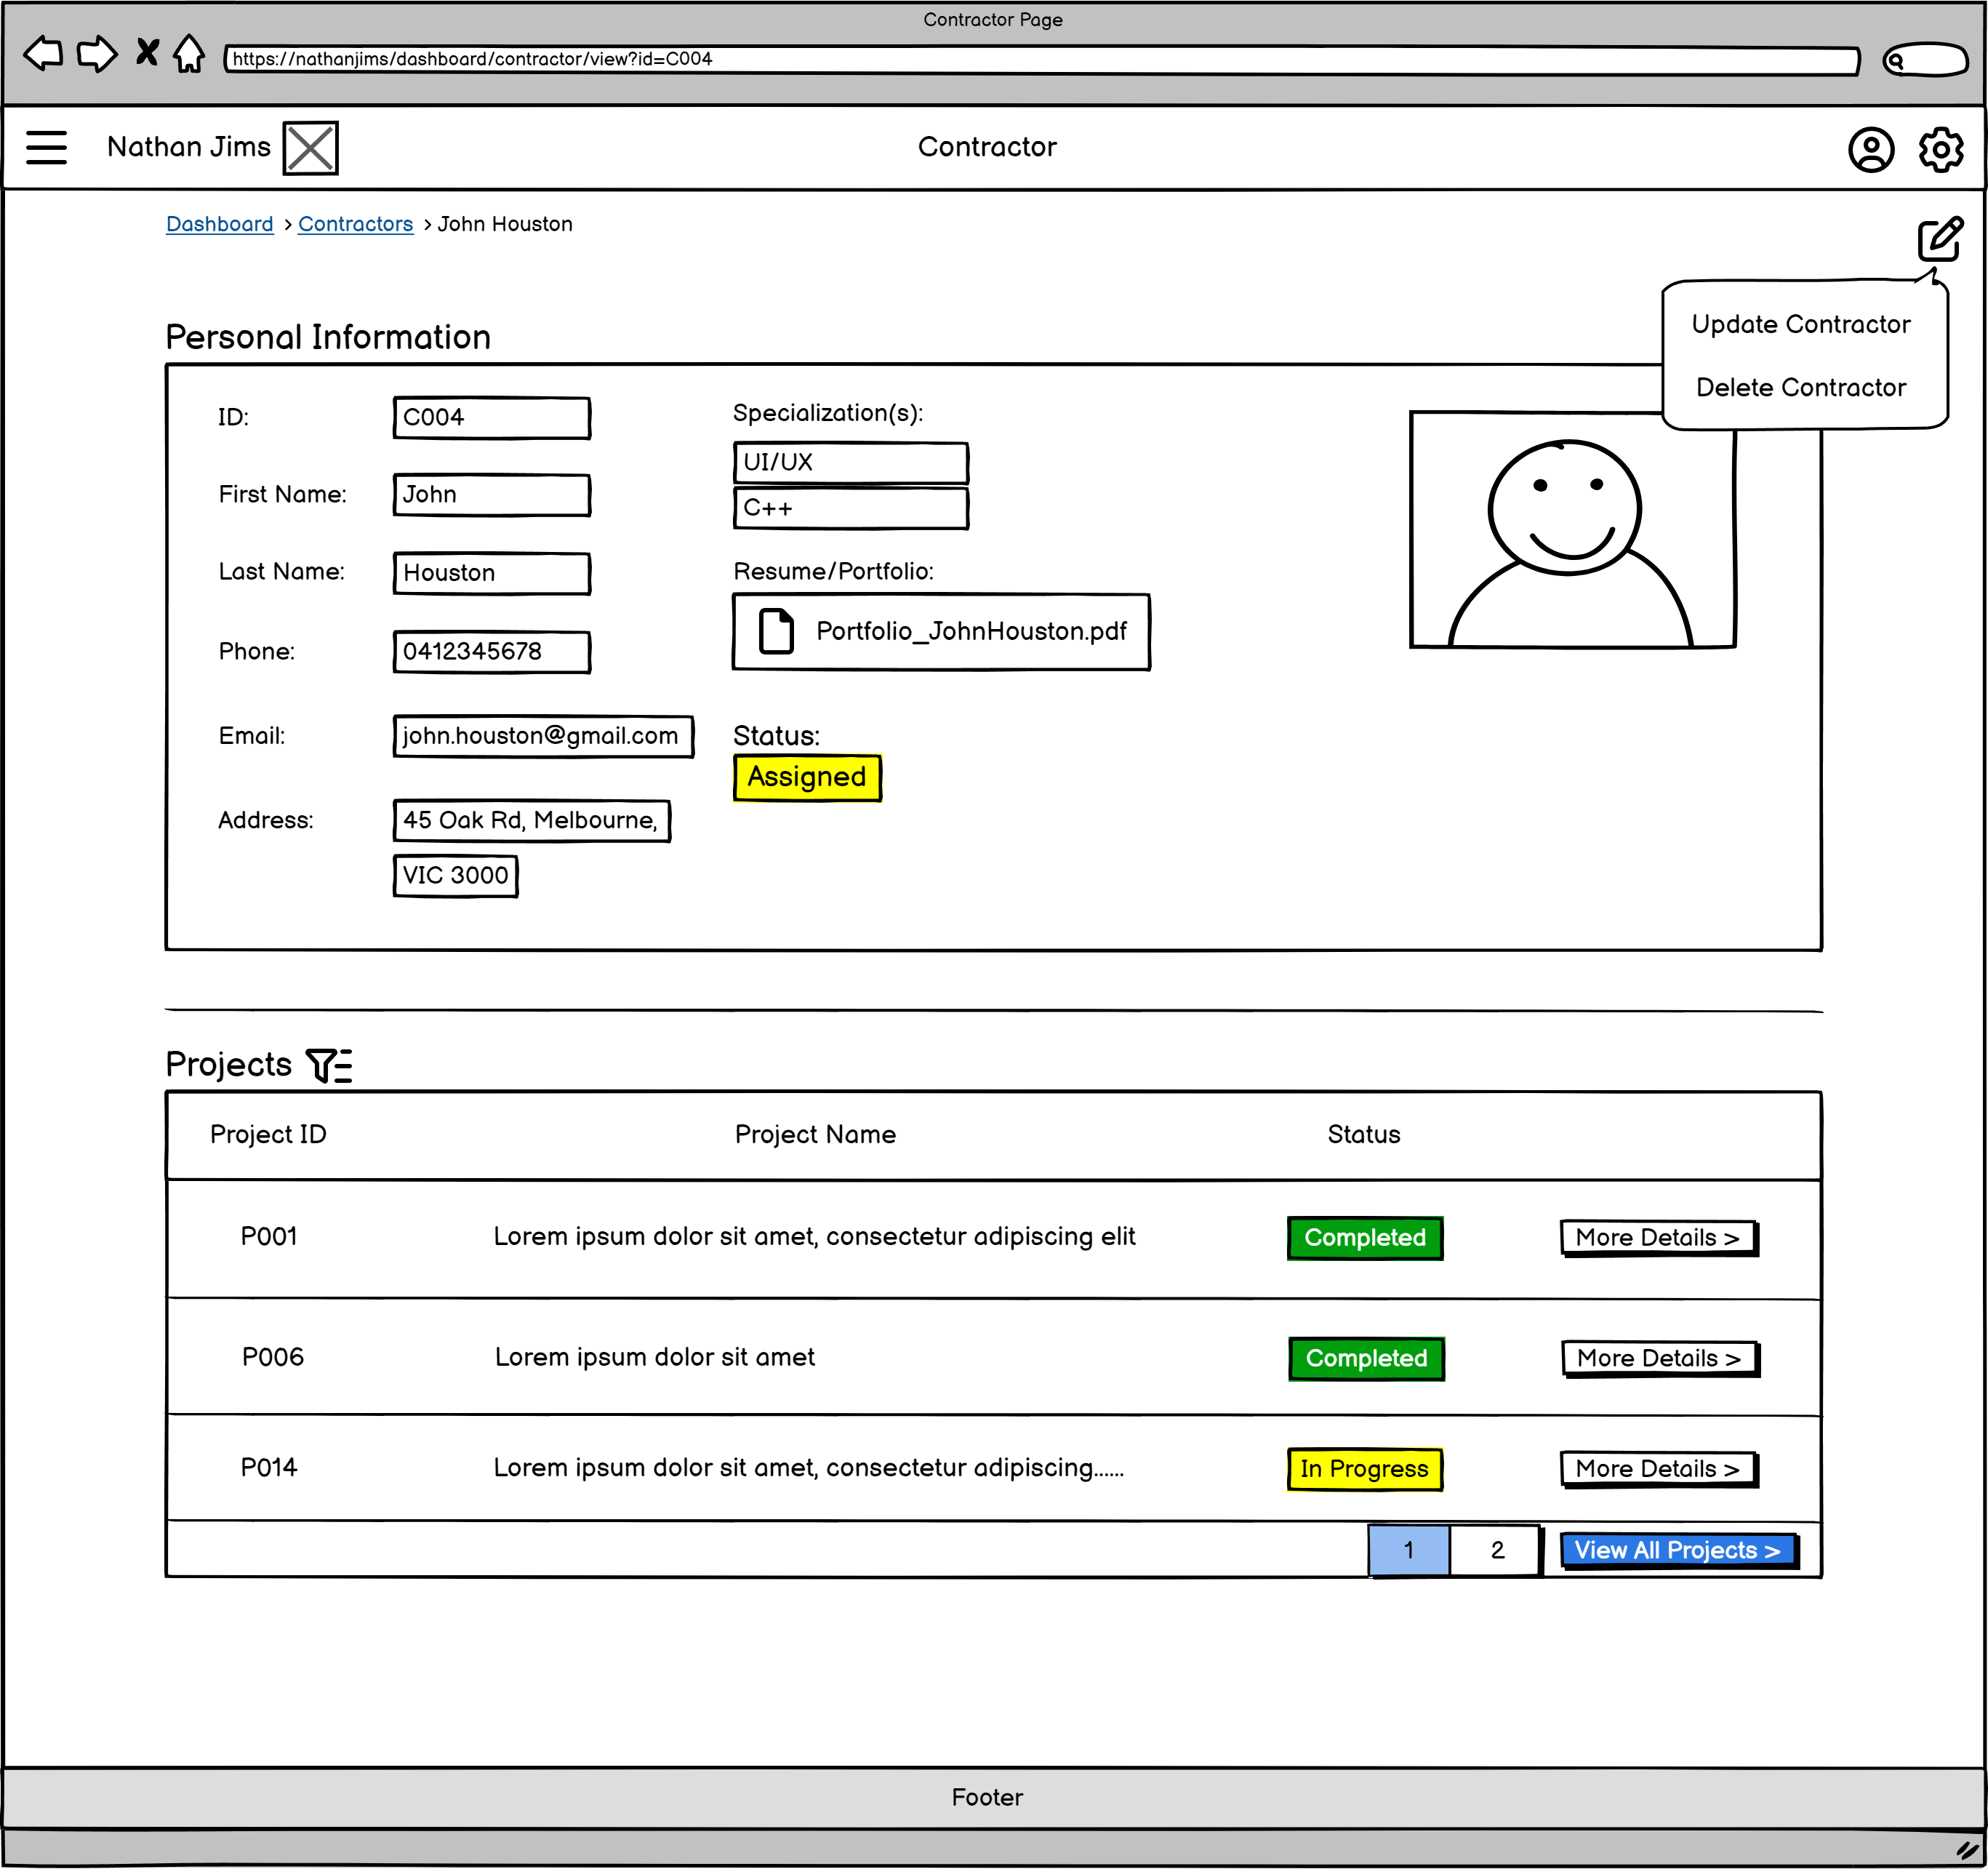 Contractor Page
https://nathanjims/dashboard/contractor/view?id=C004
Nathan Jims
Contractor
Dashboard > Contractors > John Houston
Update Contractor
Delete Contractor
Personal Information
ID: C004
First Name: John
Last Name: Houston
Phone: 0412345678
Email: john.houston@gmail.com
Address: 45 Oak Rd, Melbourne,
VIC 3000
Specialization(s):
UI/UX
C++
Resume/Portfolio:
Portfolio_JohnHouston.pdf
Status:
Assigned
Projects
Project ID Project Name Status
P001 Lorem ipsum dolor sit amet, consectetur adipiscing elit Completed More Details >
P006 Lorem ipsum dolor sit amet Completed More Details >
P014 Lorem ipsum dolor sit amet, consectetur adipiscing...... In Progress More Details >
1 2 View All Projects >
Footer